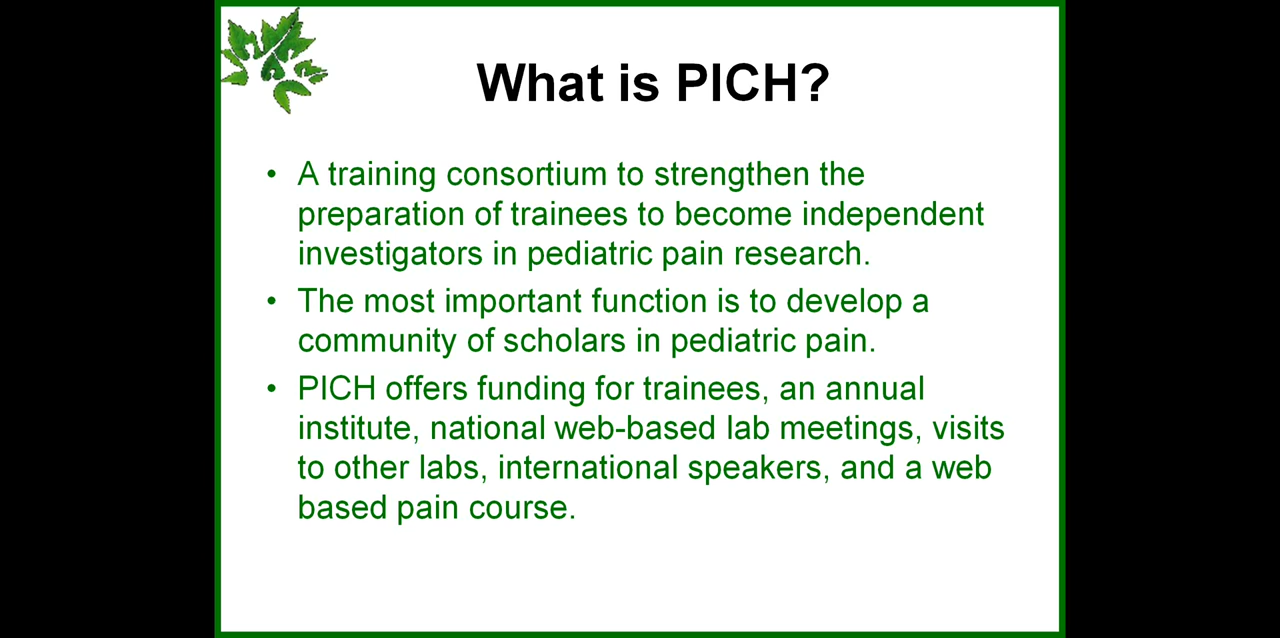 What is PICH?
• A training consortium to strengthen the
preparation of trainees to become independent
investigators in pediatric pain research.
• The most important function is to develop a
community of scholars in pediatric pain.
• PICH offers funding for trainees, an annual
institute, national web-based lab meetings, visits
to other labs, international speakers, and a web
based pain course.